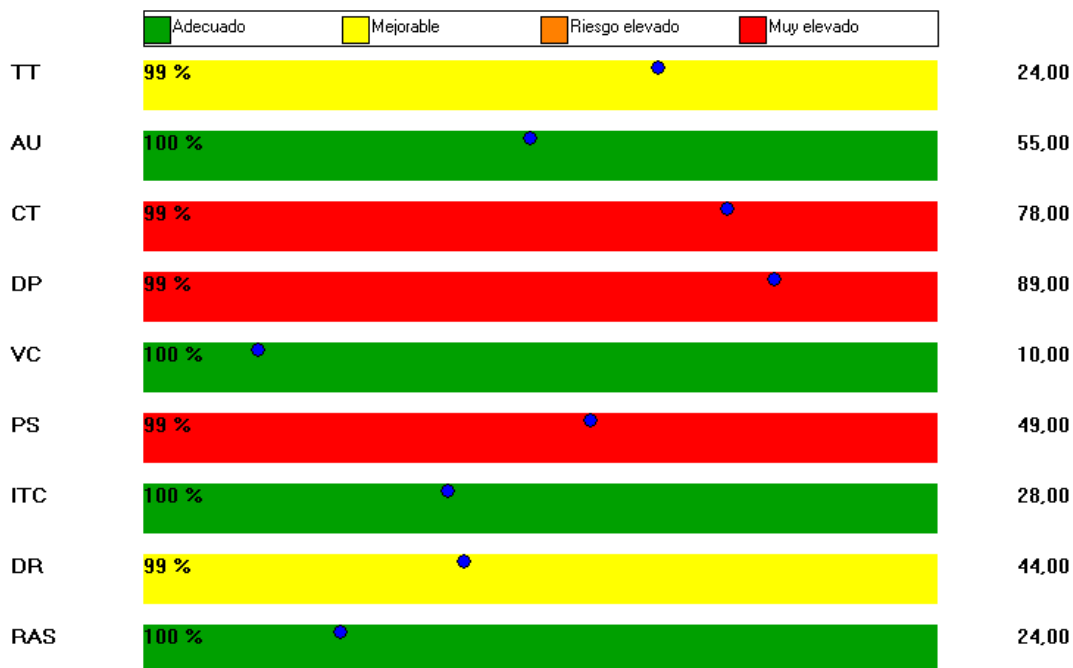 Adecuado Mejorable Riesgo elevado Muy elevado
TT 99 % 24,00
AU 100 % 55,00
CT 99 % 78,00
DP 99 % 89,00
VC 100 % 10,00
PS 99 % 49,00
ITC 100 % 28,00
DR 99 % 44,00
RAS 100 % 24,00